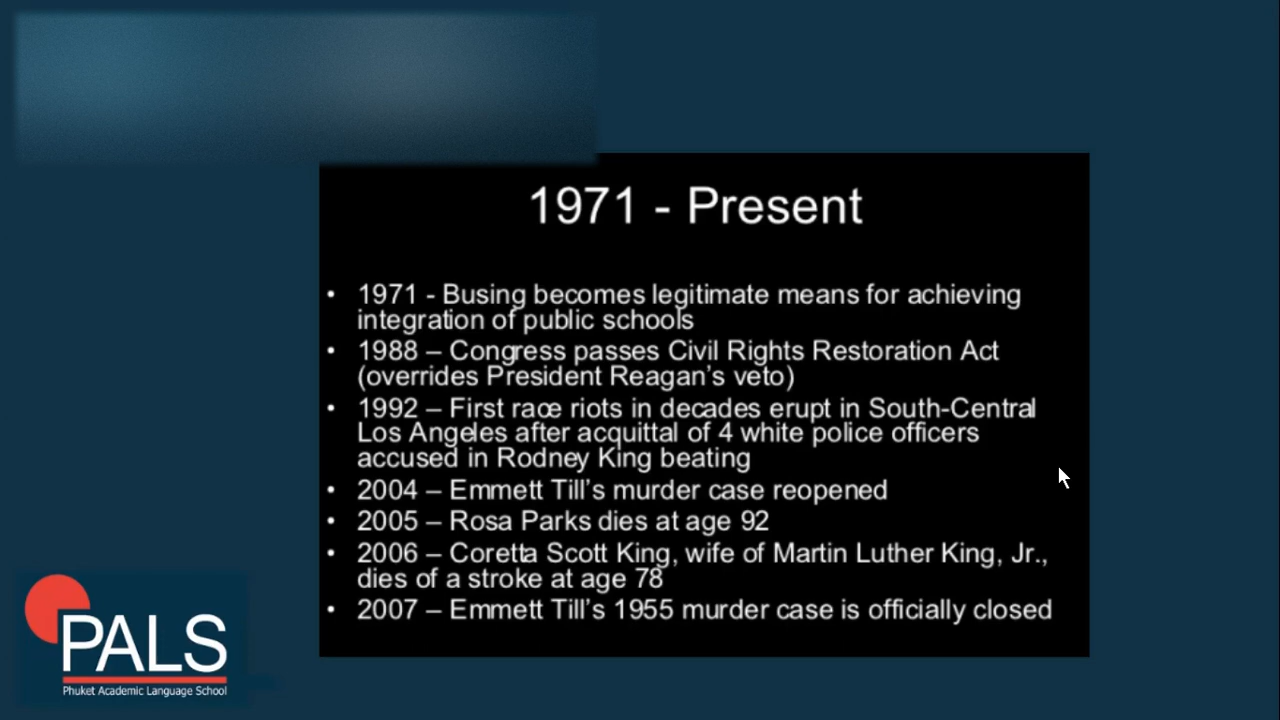 1971 - Present
• 1971 - Busing becomes legitimate means for achieving
integration of public schools
• 1988 – Congress passes Civil Rights Restoration Act
(overrides President Reagan's veto)
• 1992 – First race riots in decades erupt in South-Central
Los Angeles after acquittal of 4 white police officers
accused in Rodney King beating
• 2004 – Emmett Till's murder case reopened
• 2005 – Rosa Parks dies at age 92
• 2006 – Coretta Scott King, wife of Martin Luther King, Jr.,
dies of a stroke at age 78
• 2007 – Emmett Till's 1955 murder case is officially closed
PALS
Phuket Academic Language School